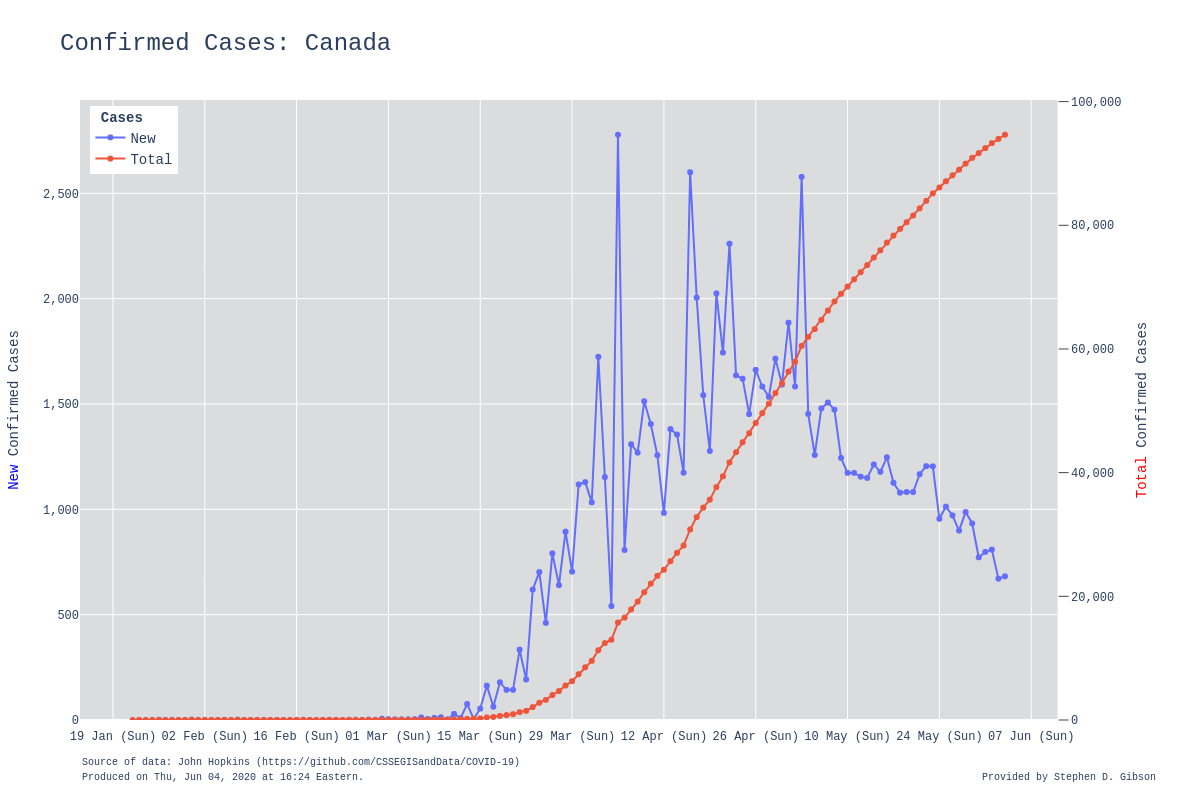 Confirmed Cases: Canada
Cases
New
Total
2,500
2,000
1,500
1,000
500
0
New Confirmed Cases
100,000
80,000
60,000
40,000
20,000
0
Total Confirmed Cases
19 Jan (Sun) 02 Feb (Sun) 16 Feb (Sun) 01 Mar (Sun) 15 Mar (Sun) 29 Mar (Sun) 12 Apr (Sun) 26 Apr (Sun) 10 May (Sun) 24 May (Sun) 07 Jun (Sun)
Source of data: John Hopkins (https://github.com/CSSEGISandData/COVID-19)
Produced on Thu, Jun 04, 2020 at 16:24 Eastern.
Provided by Stephen D. Gibson